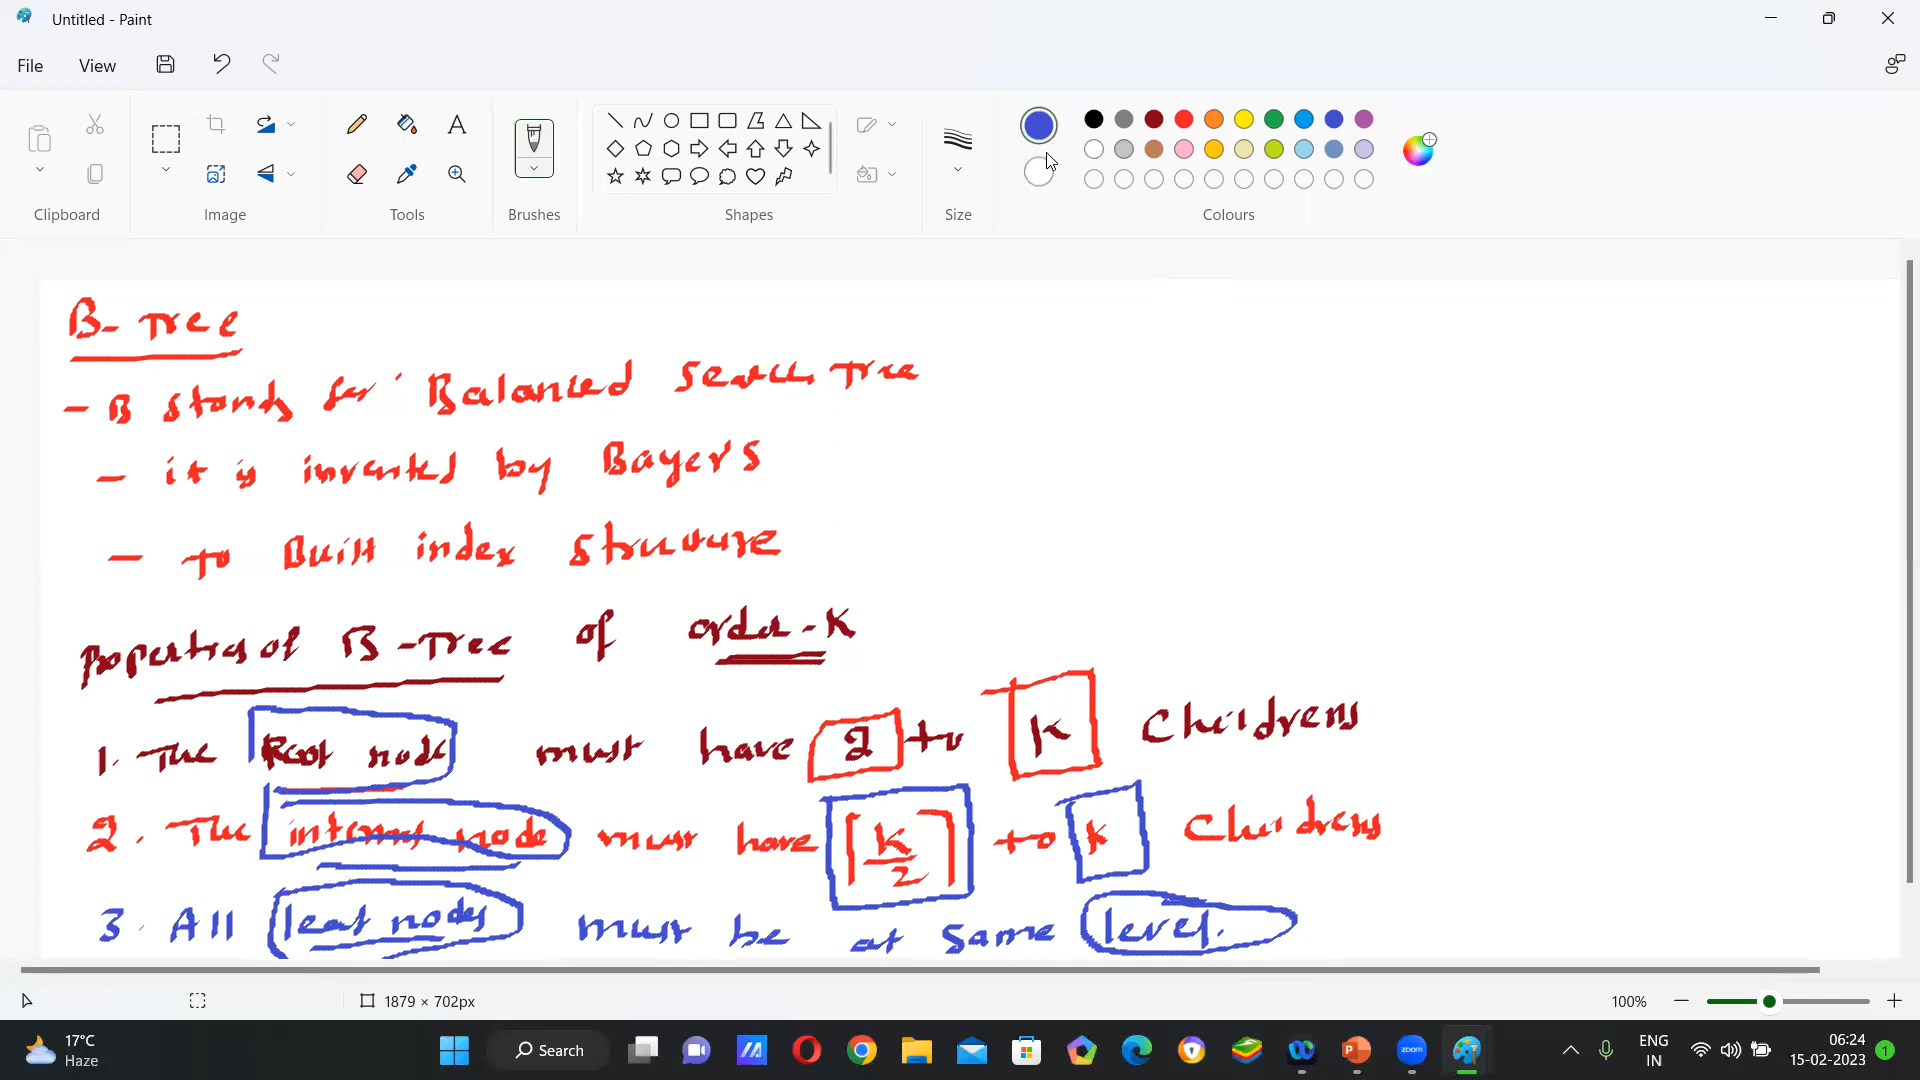 Untitled - Paint
File View
Clipboard Image Tools Brushes Shapes Size Colours
B- Tree
- B stands for Balanced Search Tree
- it is invented by Bayer's
- to Built index structure
properties of B-Tree of order-K
1. The Root node must have 2 to k Childrens
2. The internal node must have ⌈k/2⌉ to k Childrens
3. All leaf nodes must be at same level.
1879 × 702px 100%
17°C
Haze
Search
zoom
ENG
IN
06:24
15-02-2023
1